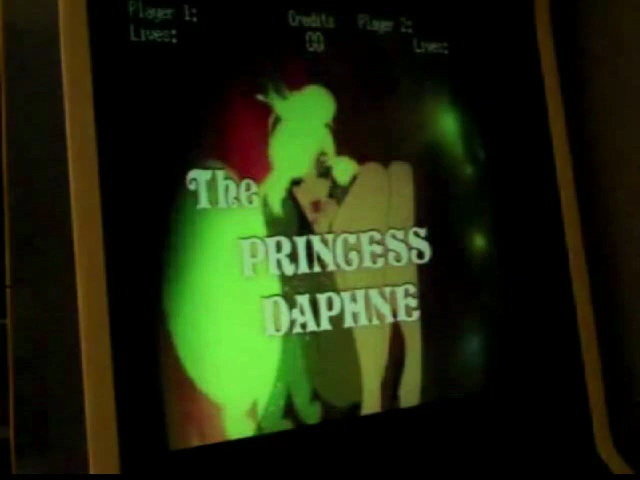 Player 1:
Credits
Player 2:
Lives:
00
Lives:
The
PRINCESS
DAPHNE